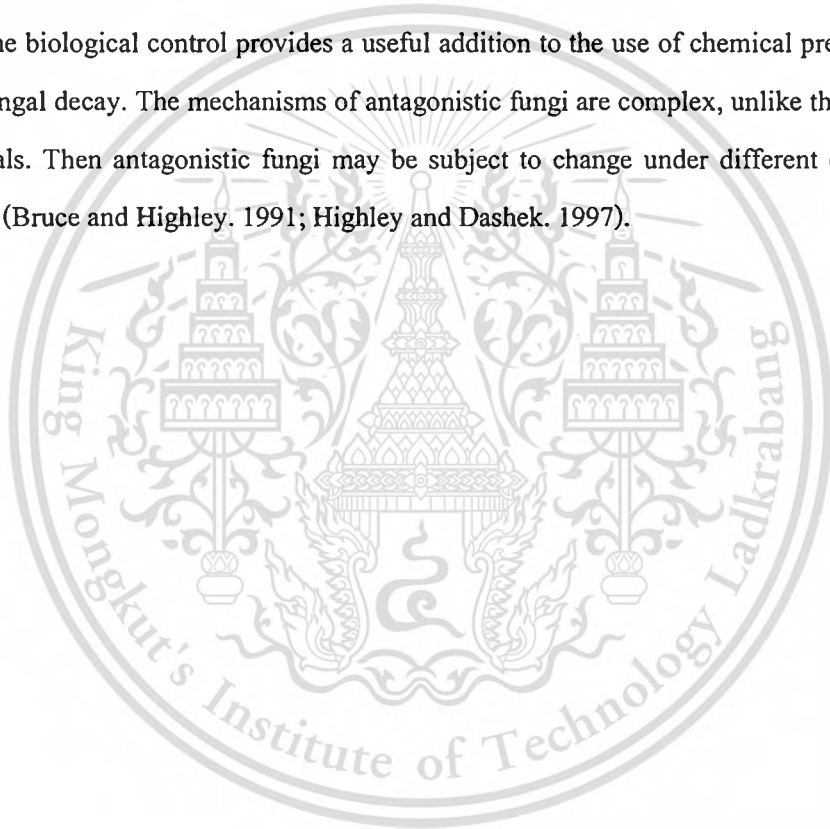 ne biological control provides a useful addition to the use of chemical pre
ngal decay. The mechanisms of antagonistic fungi are complex, unlike th
als. Then antagonistic fungi may be subject to change under different
(Bruce and Highley. 1991; Highley and Dashek. 1997).
King Mongkut's Institute of Technology Ladkrabang